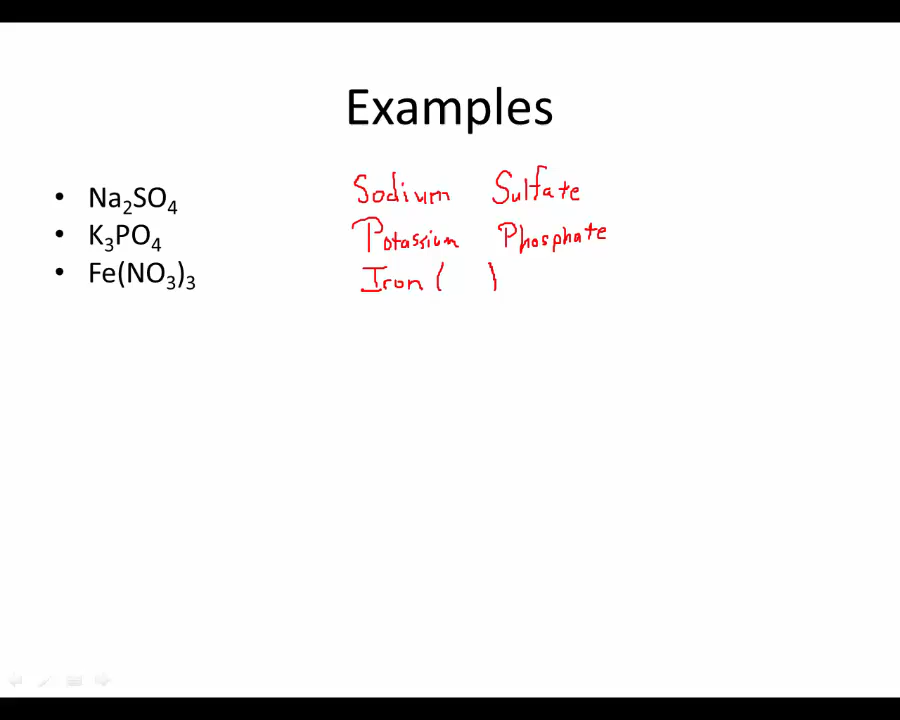 Examples
• Na₂SO₄ Sodium Sulfate
• K₃PO₄ Potassium Phosphate
• Fe(NO₃)₃ Iron ( )